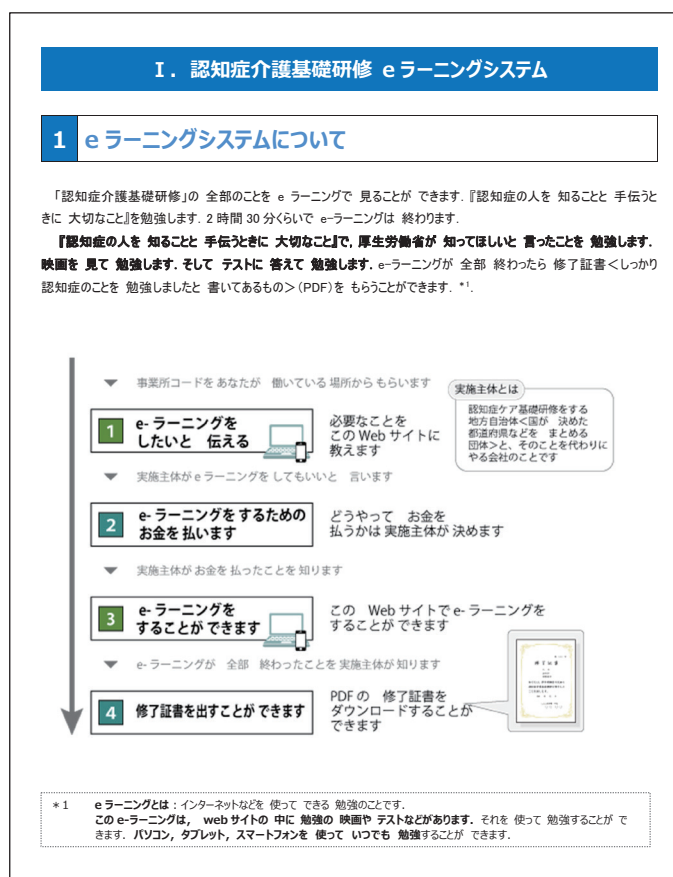 Ⅰ. 認知症介護基礎研修 eラーニングシステム
1 eラーニングシステムについて
「認知症介護基礎研修」の 全部のことを e ラーニングで 見ることが できます.『認知症の人を 知ることと 手伝うと
きに 大切なこと』を勉強します. 2 時間 30 分くらいで e-ラーニングは 終わります.
『認知症の人を 知ることと 手伝うときに 大切なこと』で, 厚生労働省が 知ってほしいと 言ったことを 勉強します.
映画を 見て 勉強します. そして テストに 答えて 勉強します. e-ラーニングが 全部 終わったら 修了証書<しっかり
認知症のことを 勉強しましたと 書いてあるもの>(PDF)を もらうことができます. *1.
事業所コードを あなたが 働いている 場所から もらいます
実施主体とは
認知症ケア基礎研修をする
地方自治体<国が 決めた
都道府県などを まとめる
団体>と、そのことを代わりに
やる会社のことです
1 e- ラーニングを
したいと 伝える
必要なことを
この Web サイトに
教えます
実施主体が e ラーニングを してもいいと 言います
2 e- ラーニングを するための
お金を 払います
どうやって お金を
払うかは 実施主体が 決めます
実施主体が お金を 払ったことを 知ります
3 e- ラーニングを
することが できます
この Web サイトで e- ラーニングを
することが できます
e- ラーニングが 全部 終わったことを 実施主体が 知ります
4 修了証書を出すことが できます
PDF の 修了証書を
ダウンロードすることが
できます
修了証書
*1 e ラーニングとは:インターネットなどを 使って できる 勉強のことです.
この e-ラーニングは, web サイトの 中に 勉強の 映画や テストなどがあります. それを 使って 勉強することが で
きます. パソコン, タブレット, スマートフォンを 使って いつでも 勉強することが できます.